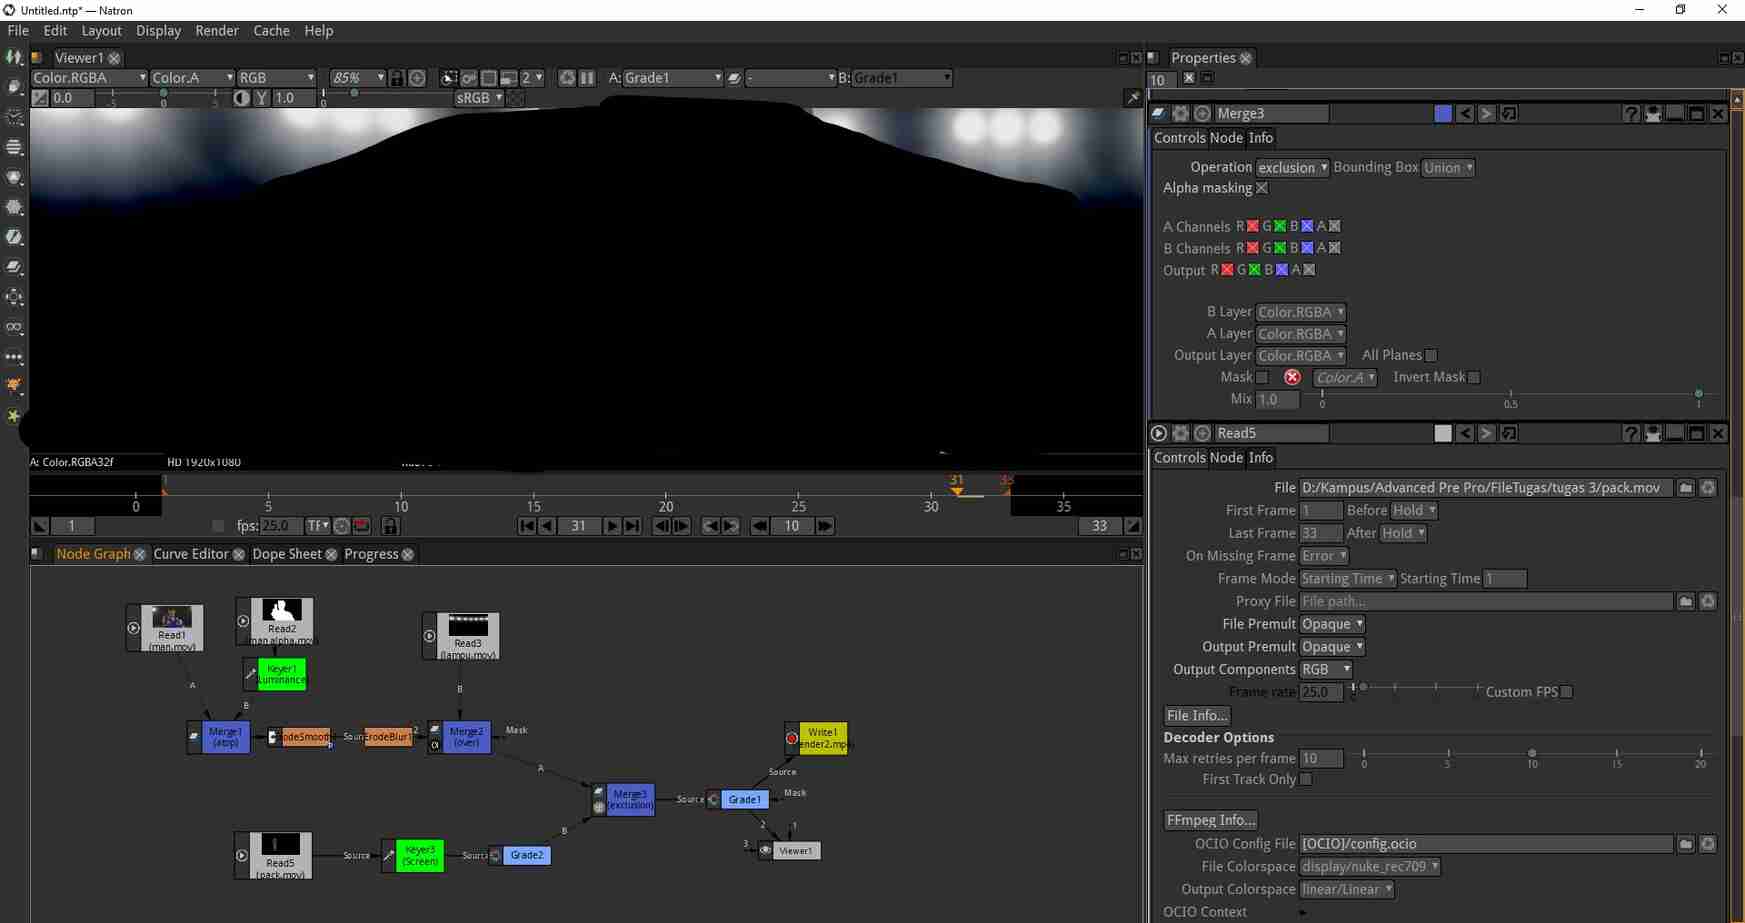 Untitled.ntp* — Natron
File Edit Layout Display Render Cache Help
Viewer1
Color.RGBA Color.A RGB 85% 2 A: Grade1 - B: Grade1
0.0 -5 0 5 1.0 0 sRGB
A: Color.RGBA32f HD 1920x1080
1 31 33
0 5 10 15 20 25 30 35
1 fps: 25.0 TF 31 10 33
Node Graph Curve Editor Dope Sheet Progress
Read1
(man.mov)
Read2
(man alpha.mov)
Read3
(lampu.mov)
Keyer1
(Luminance)
A
B
B
Merge1
(atop)
odeSmooth
P
Sour
ErodeBlur1
2
Merge2
(over)
Mask
Write1
ender2.mp4
Source
A
Merge3
(exclusion)
Source
Grade1
Mask
B
2
1
3
Viewer1
Read5
(pack.mov)
Source
Keyer3
(Screen)
Sourc
Grade2
Properties
10
Merge3
Controls Node Info
Operation exclusion Bounding Box Union
Alpha masking
A Channels R G B A
B Channels R G B A
Output R G B A
B Layer Color.RGBA
A Layer Color.RGBA
Output Layer Color.RGBA All Planes
Mask Color.A Invert Mask
Mix 1.0 0 0.5 1
Read5
Controls Node Info
File D:/Kampus/Advanced Pre Pro/FIleTugas/tugas 3/pack.mov
First Frame 1 Before Hold
Last Frame 33 After Hold
On Missing Frame Error
Frame Mode Starting Time Starting Time 1
Proxy File File path...
File Premult Opaque
Output Premult Opaque
Output Components RGB
Frame rate 25.0 Custom FPS
File Info...
Decoder Options
Max retries per frame 10 0 5 10 15 20
First Track Only
FFmpeg Info...
OCIO Config File [OCIO]/config.ocio
File Colorspace display/nuke_rec709
Output Colorspace linear/Linear
OCIO Context